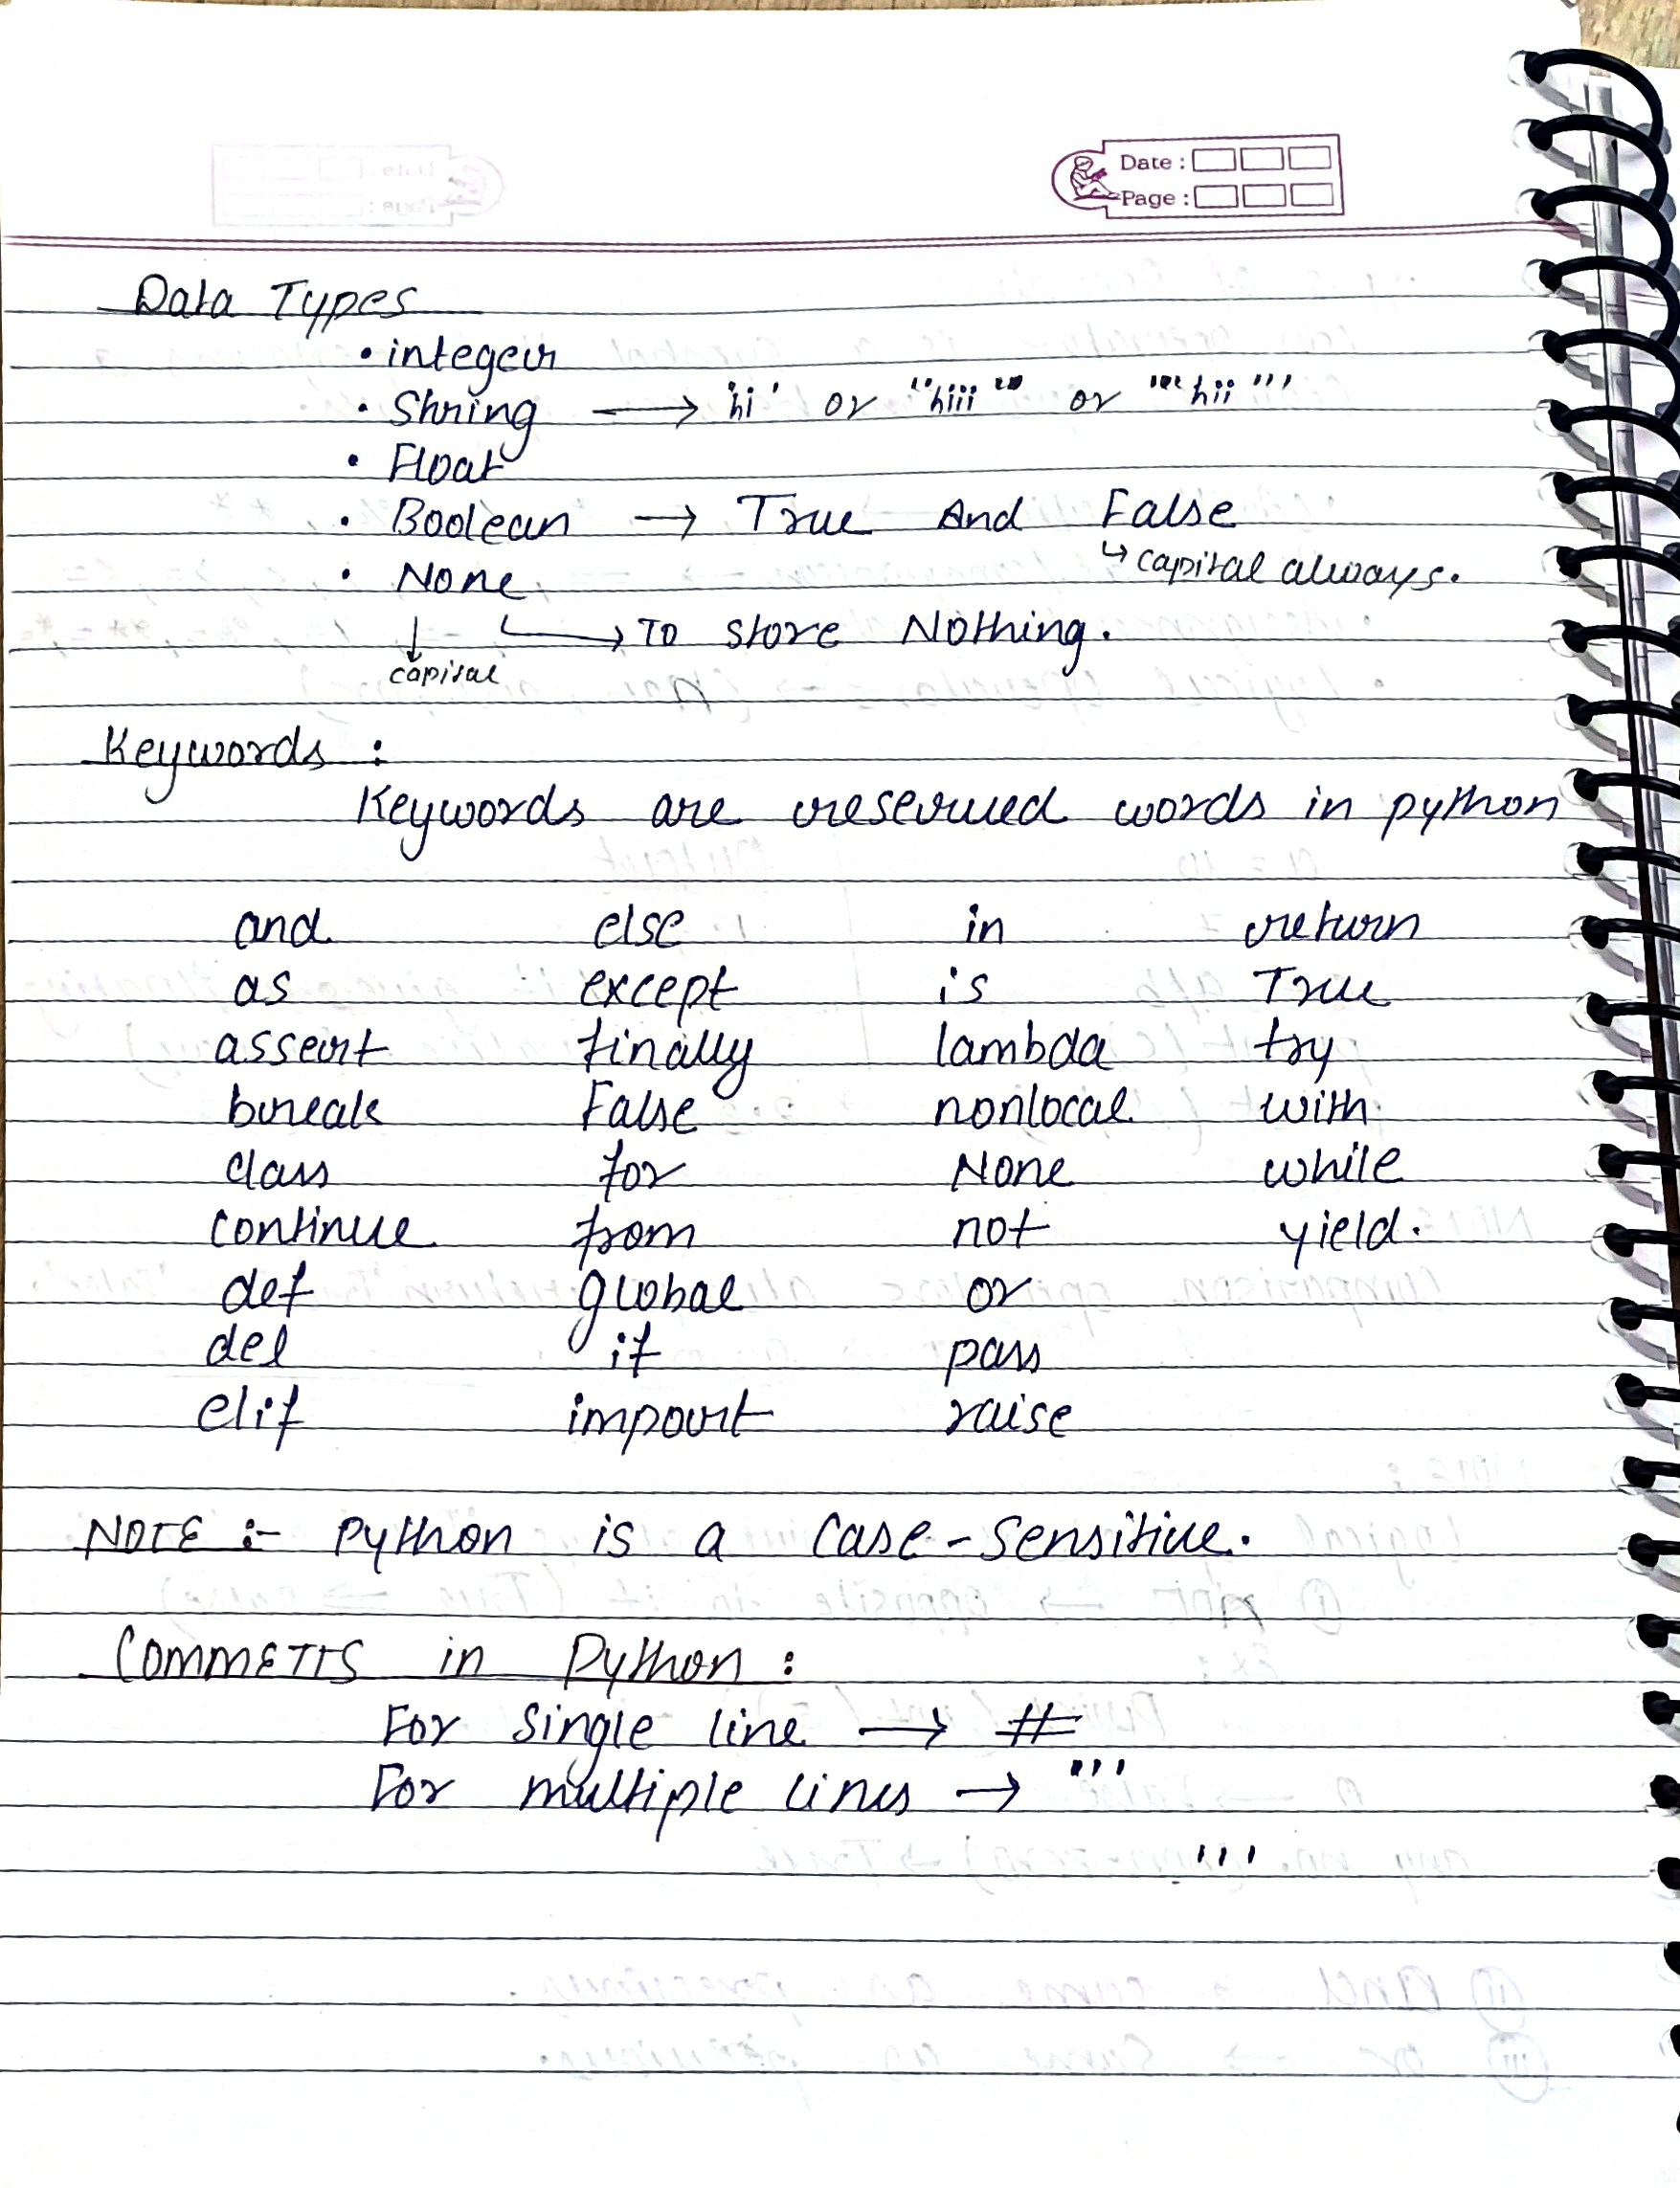 Date :
Page :
Data Types
• integer
• String → 'hi' or "hiii" or '''hii'''
• Float
• Boolean → True And False
↳ capital always.
• None
→ To store Nothing.
↓ capital
Keywords :
Keywords are reserved words in python
and else in return
as except is True
assert finally lambda try
break False nonlocal with
class for None while
continue from not yield.
def global or
del if pass
elif import raise
NOTE :- Python is a case-sensitive.
Commetts in Python :
For single line → #
For multiple lines → '''
'''